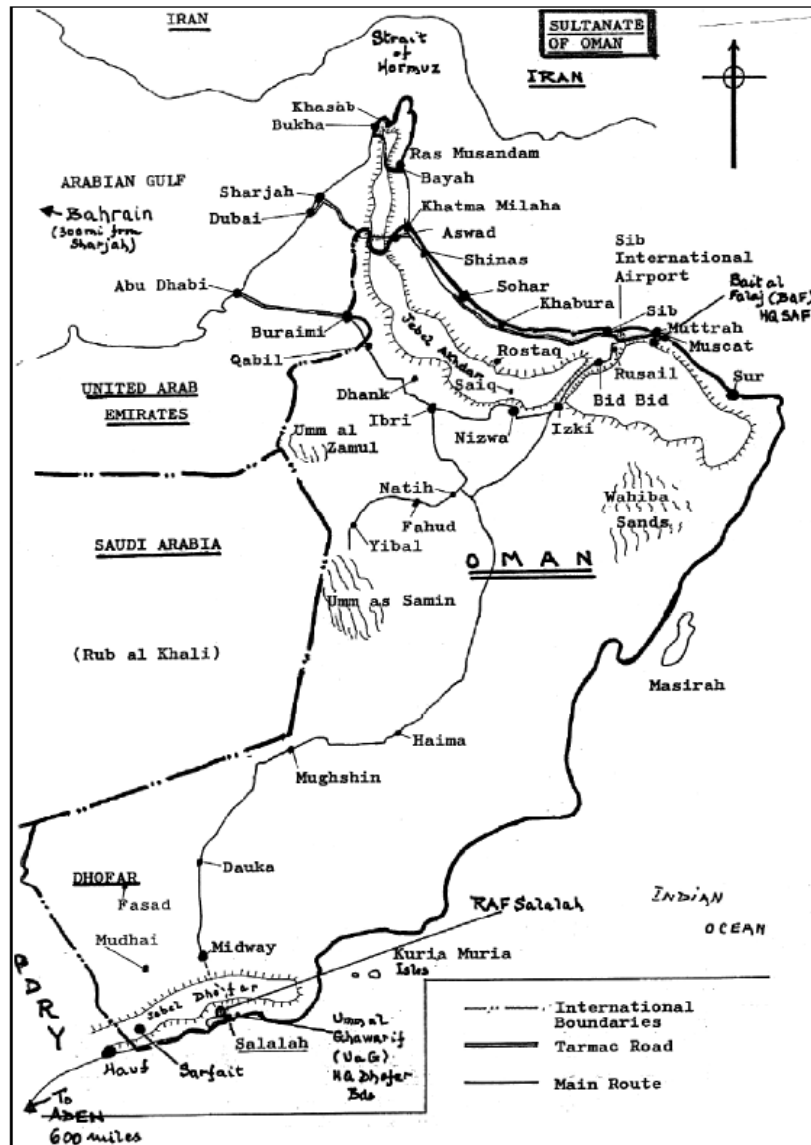 IRAN
SULTANATE
OF OMAN
Strait
of
Hormuz
IRAN
Khasab
Bukha
Ras Musandam
Bayah
ARABIAN GULF
Sharjah
Bahrain
(300mi from
Sharjah)
Dubai
Khatma Milaha
Aswad
Shinas
Sib
International
Airport
Abu Dhabi
Sohar
Khabura
Bait al
Falaj (BAF)
HQ SAF
Sib
Muttrah
Muscat
Buraimi
Qabil
Jebel Akhdar
Rostaq
Saiq
Rusail
Sur
UNITED ARAB
EMIRATES
Dhank
Bid Bid
Ibri
Nizwa
Izki
Umm al
Zamul
Natih
Fahud
Yibal
Wahiba
Sands
SAUDI ARABIA
OMAN
Umm as Samin
(Rub al Khali)
Masirah
Haima
Mughshin
Dauka
DHOFAR
Fasad
RAF Salalah
INDIAN
OCEAN
Mudhai
Midway
Kuria Muria
Isles
PDRY
Jebel Dhofar
Salalah
Umm al
Ghawarif
(UaG)
HQ Dhofar
Bde
Hauf
Sarfait
International
Boundaries
Tarmac Road
Main Route
To
ADEN
600 miles